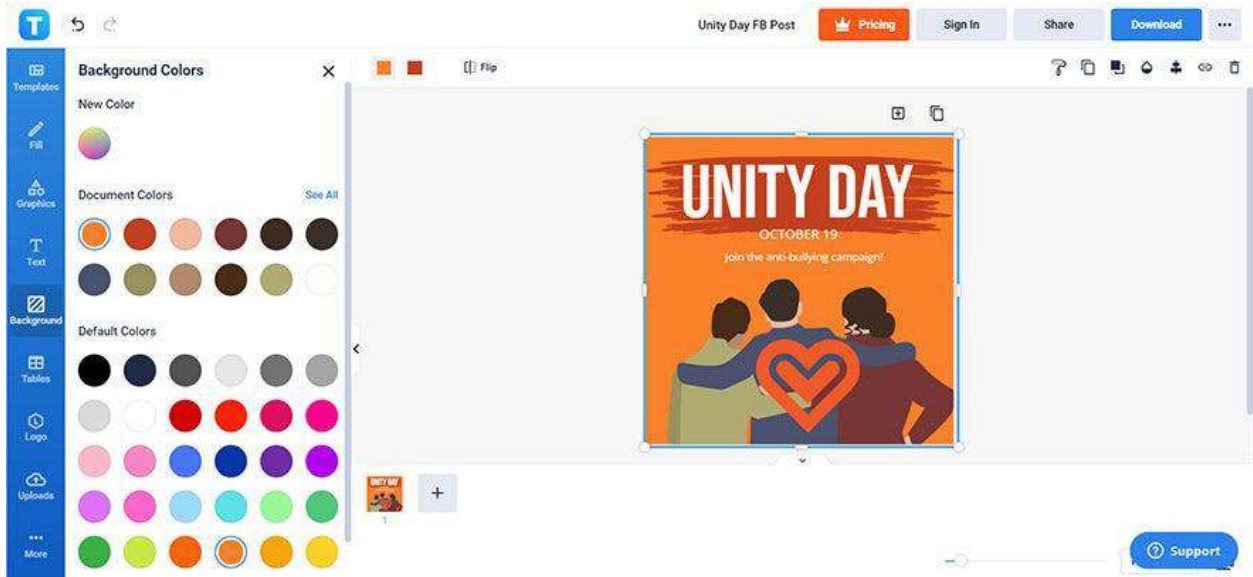 T
Unity Day FB Post
Pricing
Sign In
Share
Download
Templates
Fill
Graphics
Text
Background
Tables
Logo
Uploads
More
Background Colors
New Color
Document Colors
See All
Default Colors
Flip
UNITY DAY
OCTOBER 19
Join the anti-bullying campaign!
UNITY DAY
1
Support